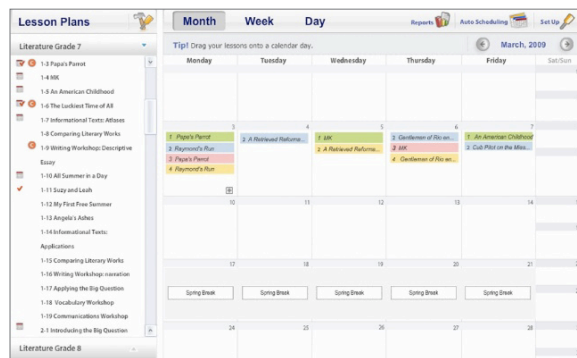 Lesson Plans
Month
Week
Day
Reports
Auto Scheduling
Set Up
Literature Grade 7
Tip! Drag your lessons onto a calendar day.
March, 2009
Monday
Tuesday
Wednesday
Thursday
Friday
Sat/Sun
1-3 Papa's Parrot
1-4 MK
1-5 An American Childhood
1-6 The Luckiest Time of All
1-7 Informational Texts: Atlases
1-8 Comparing Literary Works
1-9 Writing Workshop: Descriptive
Essay
1-10 All Summer in a Day
1-11 Suzy and Leah
1-12 My First Free Summer
1-13 Angela's Ashes
1-14 Informational Texts:
Applications
1-15 Comparing Literary Works
1-16 Writing Workshop: narration
1-17 Applying the Big Question
1-18 Vocabulary Workshop
1-19 Communications Workshop
2-1 Introducing the Big Question
Literature Grade 8
3
1 Papa's Parrot
2 Raymond's Run
3 Papa's Parrot
4 Raymond's Run
4
2 A Retrieved Reforma...
5
1 MK
2 A Retrieved Reforma...
6
2 Gentleman of Rio en...
3 MK
4 Gentleman of Rio en...
7
1 An American Childhood
2 Cub Pilot on the Miss...
10
11
12
13
14
17
18
19
20
21
Spring Break
Spring Break
Spring Break
Spring Break
Spring Break
24
25
26
27
28